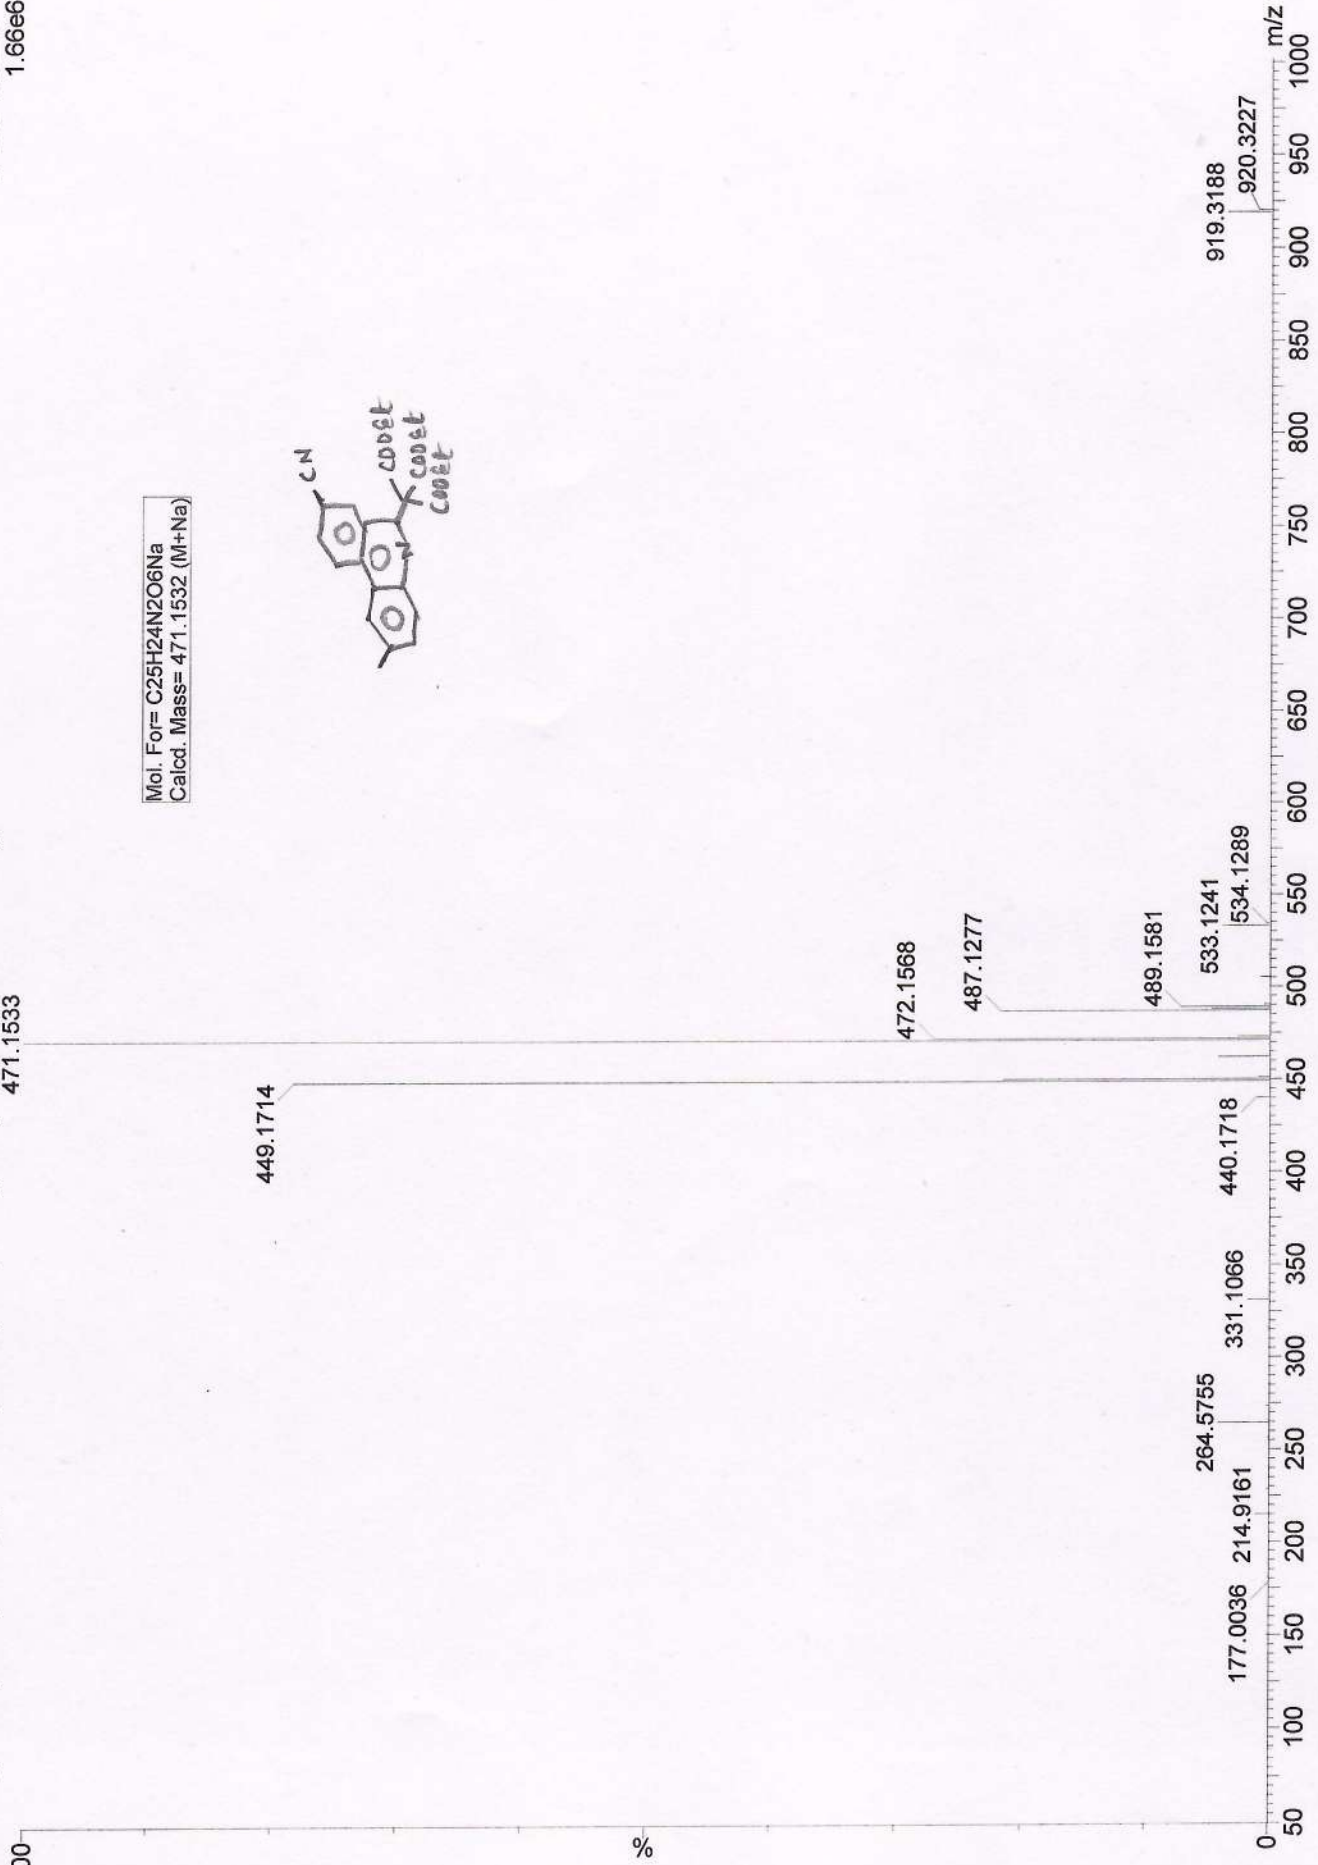 1.66e6
471.1533
00
Mol. For= C25H24N2O6Na
Calcd. Mass= 471.1532 (M+Na)
CN
N
COOEt
COOEt
COOEt
449.1714
472.1568
487.1277
489.1581
533.1241
534.1289
919.3188
920.3227
440.1718
331.1066
264.5755
214.9161
177.0036
%
0
50 100 150 200 250 300 350 400 450 500 550 600 650 700 750 800 850 900 950 1000
m/z